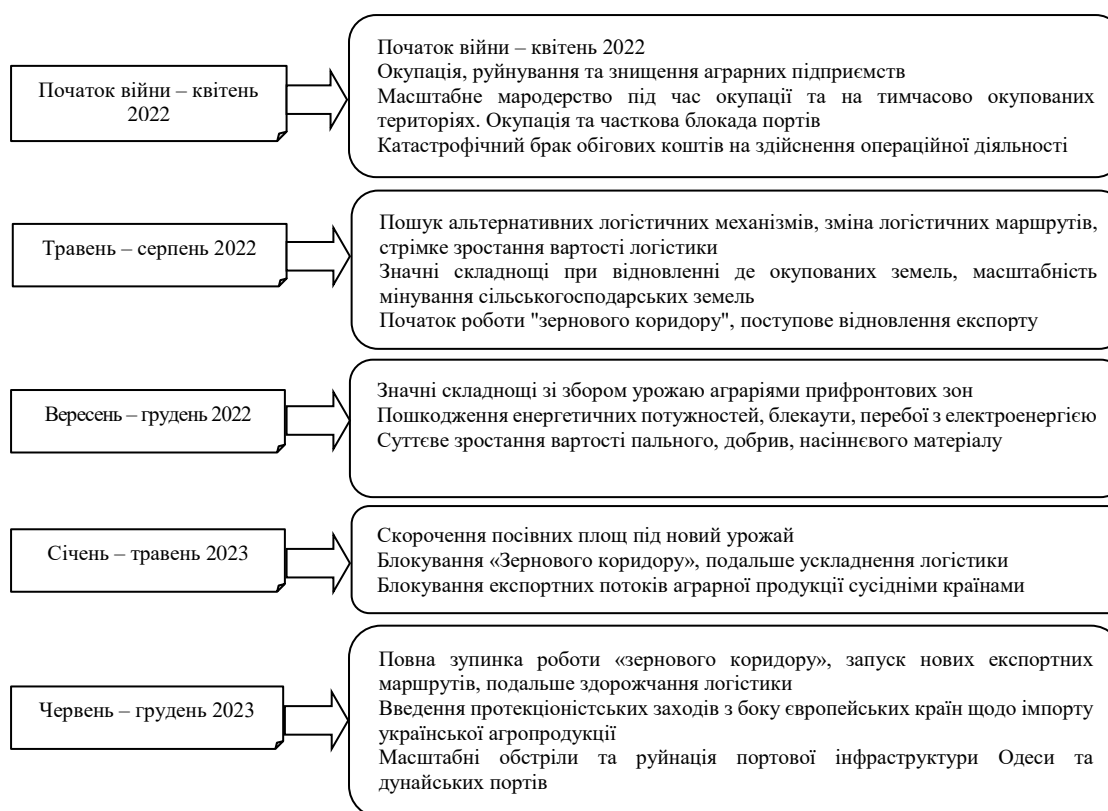 Початок війни – квітень
2022
Початок війни – квітень 2022
Окупація, руйнування та знищення аграрних підприємств
Масштабне мародерство під час окупації та на тимчасово окупованих
територіях. Окупація та часткова блокада портів
Катастрофічний брак обігових коштів на здійснення операційної діяльності
Травень – серпень 2022
Пошук альтернативних логістичних механізмів, зміна логістичних маршрутів,
стрімке зростання вартості логістики
Значні складнощі при відновленні де окупованих земель, масштабність
мінування сільськогосподарських земель
Початок роботи "зернового коридору", поступове відновлення експорту
Вересень – грудень 2022
Значні складнощі зі збором урожаю аграріями прифронтових зон
Пошкодження енергетичних потужностей, блекаути, перебої з електроенергією
Суттєве зростання вартості пального, добрив, насіннєвого матеріалу
Січень – травень 2023
Скорочення посівних площ під новий урожай
Блокування «Зернового коридору», подальше ускладнення логістики
Блокування експортних потоків аграрної продукції сусідніми країнами
Червень – грудень 2023
Повна зупинка роботи «зернового коридору», запуск нових експортних
маршрутів, подальше здорожчання логістики
Введення протекціоністських заходів з боку європейських країн щодо імпорту
української агропродукції
Масштабні обстріли та руйнація портової інфраструктури Одеси та
дунайських портів